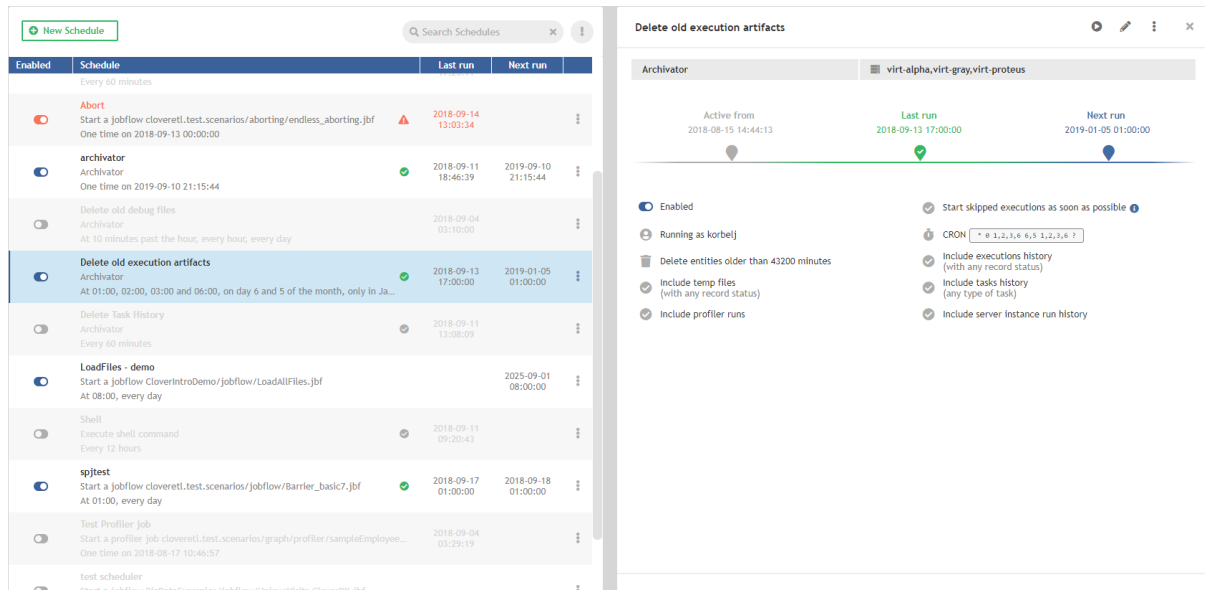 New Schedule
Search Schedules
Enabled Schedule Last run Next run
Every 60 minutes
Abort
Start a jobflow cloveretl.test.scenarios/aborting/endless_aborting.jbf
One time on 2018-09-13 00:00:00
2018-09-14
13:03:34
archivator
Archivator
One time on 2019-09-10 21:15:44
2018-09-11
18:46:39
2019-09-10
21:15:44
Delete old debug files
Archivator
At 10 minutes past the hour, every hour, every day
2018-09-04
03:10:00
Delete old execution artifacts
Archivator
At 01:00, 02:00, 03:00 and 06:00, on day 6 and 5 of the month, only in Ja...
2018-09-13
17:00:00
2019-01-05
01:00:00
Delete Task History
Archivator
Every 60 minutes
2018-09-11
13:08:09
LoadFiles - demo
Start a jobflow CloverIntroDemo/jobflow/LoadAllFiles.jbf
At 08:00, every day
2025-09-01
08:00:00
Shell
Execute shell command
Every 12 hours
2018-09-11
09:20:43
spjtest
Start a jobflow cloveretl.test.scenarios/jobflow/Barrier_basic7.jbf
At 01:00, every day
2018-09-17
01:00:00
2018-09-18
01:00:00
Test Profiler job
Start a profiler job cloveretl.test.scenarios/graph/profiler/sampleEmployee...
One time on 2018-08-17 10:46:57
2018-09-04
03:29:19
test scheduler
Delete old execution artifacts
Archivator virt-alpha,virt-gray,virt-proteus
Active from
2018-08-15 14:44:13
Last run
2018-09-13 17:00:00
Next run
2019-01-05 01:00:00
Enabled
Start skipped executions as soon as possible
Running as korbelj
CRON * 0 1,2,3,6 6,5 1,2,3,6 ?
Delete entities older than 43200 minutes
Include executions history
(with any record status)
Include temp files
(with any record status)
Include tasks history
(any type of task)
Include profiler runs
Include server instance run history